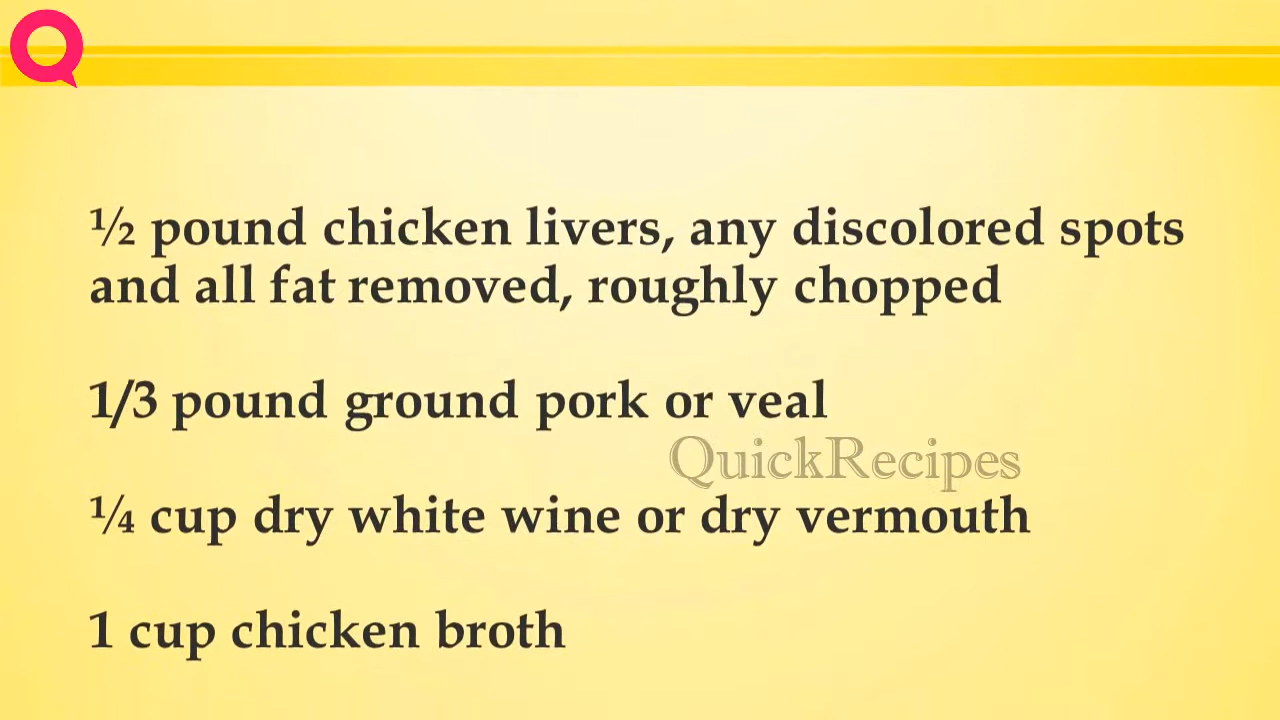 ½ pound chicken livers, any discolored spots
and all fat removed, roughly chopped
1/3 pound ground pork or veal
QuickRecipes
¼ cup dry white wine or dry vermouth
1 cup chicken broth